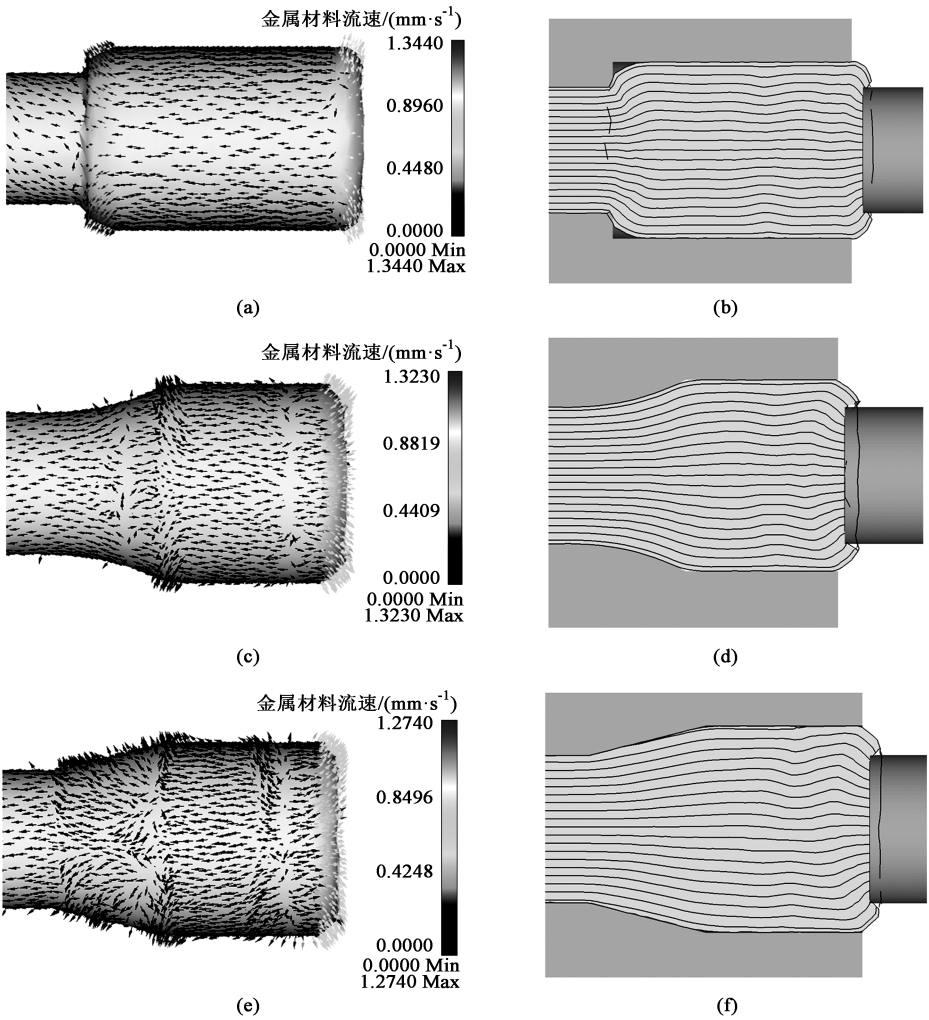 金属材料流速/(mm·s⁻¹)
1.3440
0.8960
0.4480
0.0000
0.0000 Min
1.3440 Max
(a)
(b)
金属材料流速/(mm·s⁻¹)
1.3230
0.8819
0.4409
0.0000
0.0000 Min
1.3230 Max
(c)
(d)
金属材料流速/(mm·s⁻¹)
1.2740
0.8496
0.4248
0.0000
0.0000 Min
1.2740 Max
(e)
(f)